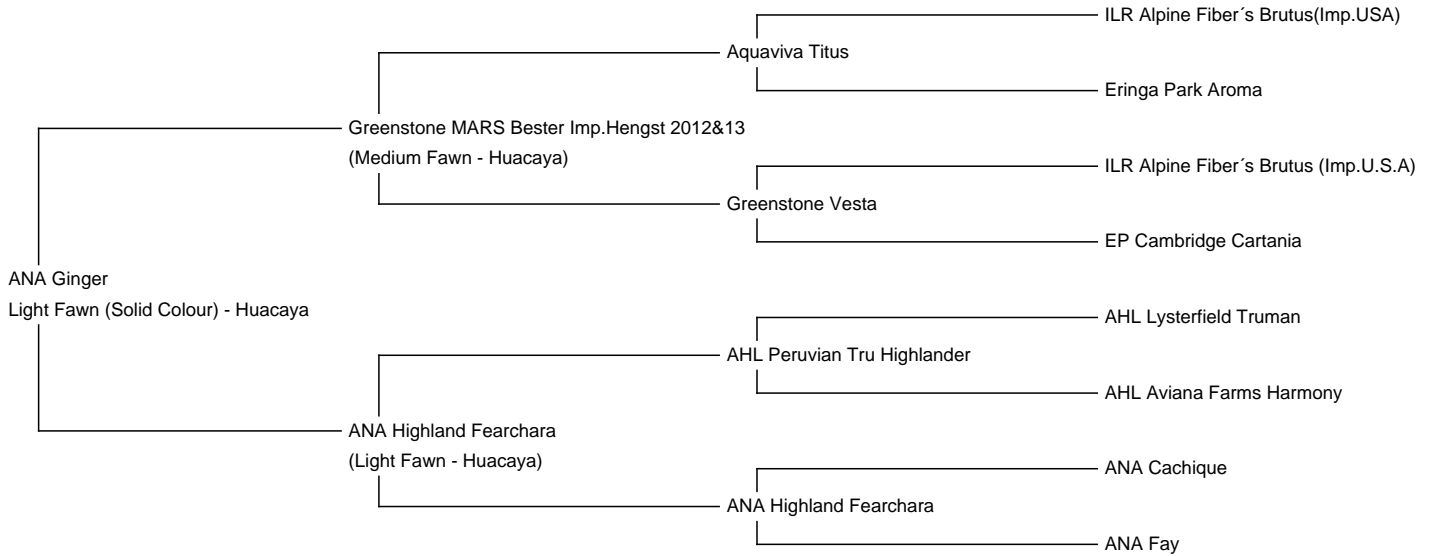 ILR Alpine Fiber´s Brutus(Imp.USA)
Aquaviva Titus
Eringa Park Aroma
Greenstone MARS Bester Imp.Hengst 2012&13
(Medium Fawn - Huacaya)
ILR Alpine Fiber´s Brutus (Imp.U.S.A)
Greenstone Vesta
EP Cambridge Cartania
ANA Ginger
Light Fawn (Solid Colour) - Huacaya
AHL Lysterfield Truman
AHL Peruvian Tru Highlander
AHL Aviana Farms Harmony
ANA Highland Fearchara
(Light Fawn - Huacaya)
ANA Cachique
ANA Highland Fearchara
ANA Fay